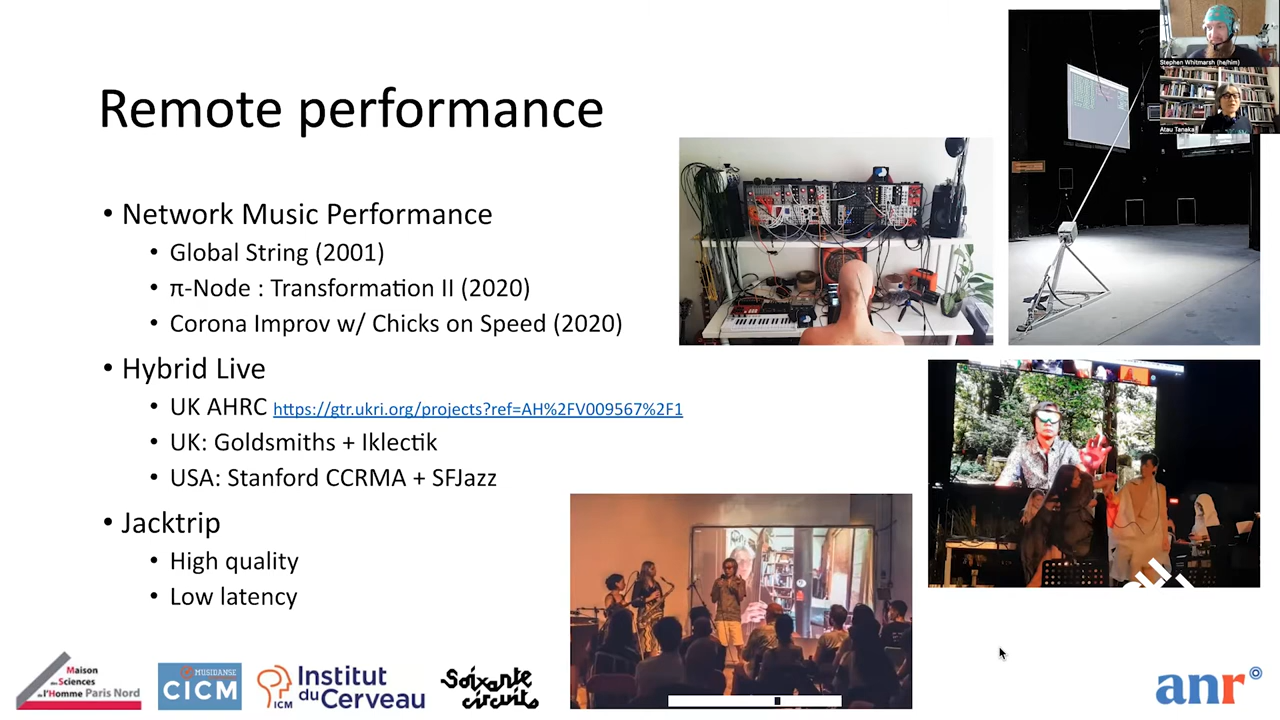 Remote performance
• Network Music Performance
• Global String (2001)
• π-Node : Transformation II (2020)
• Corona Improv w/ Chicks on Speed (2020)
• Hybrid Live
• UK AHRC https://gtr.ukri.org/projects?ref=AH%2FV009567%2F1
• UK: Goldsmiths + Iklectik
• USA: Stanford CCRMA + SFJazz
• Jacktrip
• High quality
• Low latency
Stephen Whitmarsh (he/him)
Atau Tanaka
Maison
des Sciences
de l'Homme Paris Nord
MUSIDANSE
CICM
Institut
du Cerveau
ICM
Soixante
circuits
anr